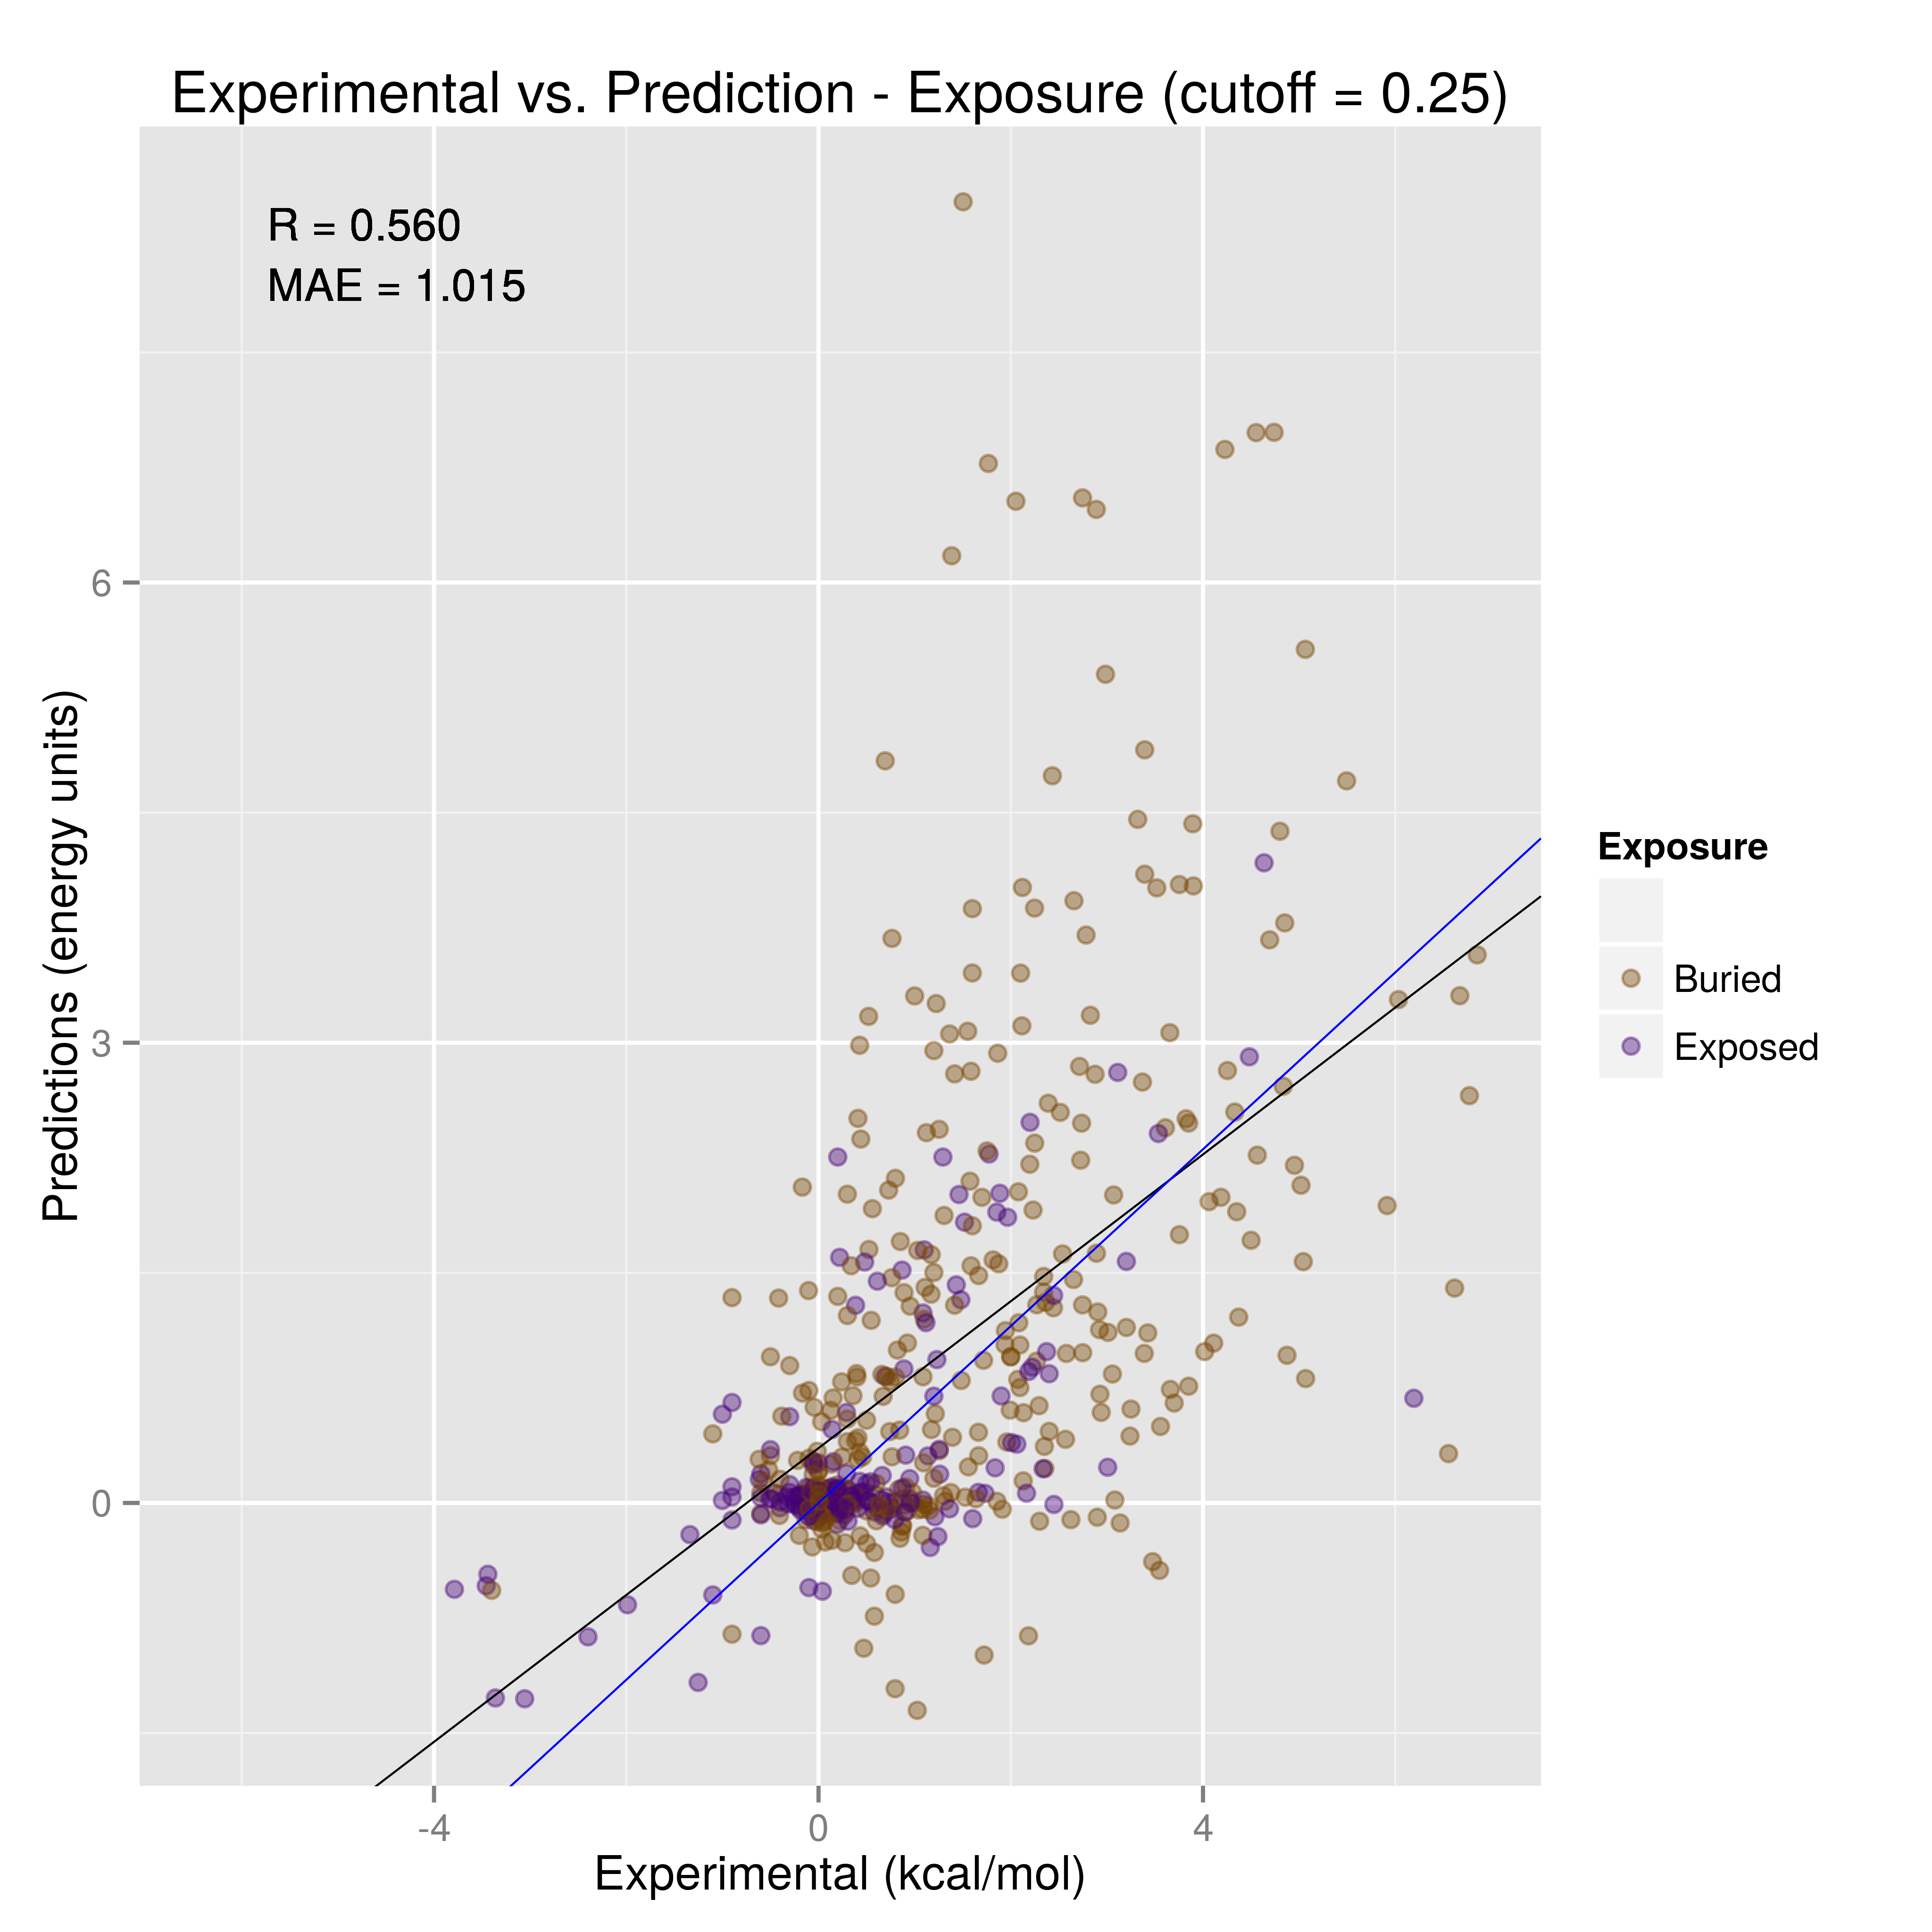 Experimental vs. Prediction - Exposure (cutoff = 0.25)
R = 0.560
MAE = 1.015
6
3
0
Predictions (energy units)
-4
0
4
Experimental (kcal/mol)
Exposure
Buried
Exposed